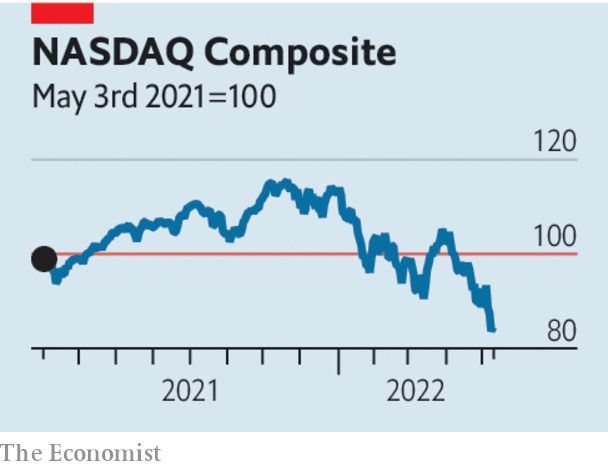 NASDAQ Composite
May 3rd 2021=100
120
100
80
2021 2022
The Economist